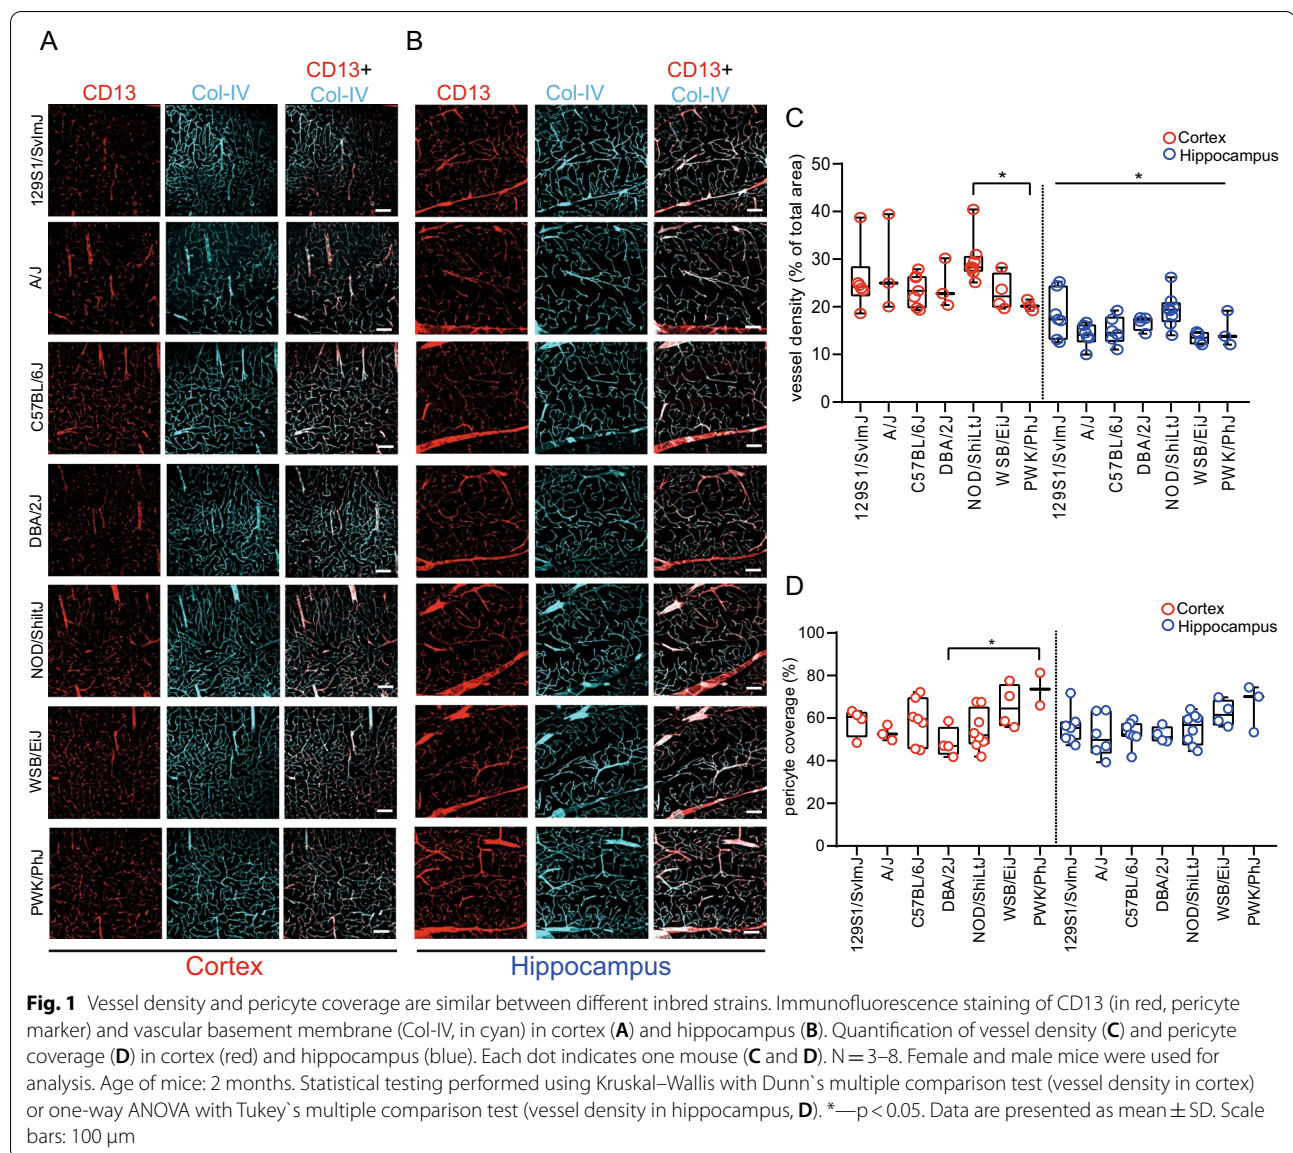 A
CD13
Col-IV
CD13+
Col-IV
129S1/SvlmJ
A/J
C57BL/6J
DBA/2J
NOD/ShiltJ
WSB/EiJ
PWK/PhJ
Cortex
B
CD13
Col-IV
CD13+
Col-IV
Hippocampus
C
Cortex
Hippocampus
vessel density (% of total area)
50
40
30
20
10
0
*
*
129S1/SvlmJ
A/J
C57BL/6J
DBA/2J
NOD/ShiLtJ
WSB/EiJ
PWK/PhJ
129S1/SvlmJ
A/J
C57BL/6J
DBA/2J
NOD/ShiLtJ
WSB/EiJ
PWK/PhJ
D
Cortex
Hippocampus
pericyte coverage (%)
100
80
60
40
20
0
*
129S1/SvlmJ
A/J
C57BL/6J
DBA/2J
NOD/ShiLtJ
WSB/EiJ
PWK/PhJ
129S1/SvlmJ
A/J
C57BL/6J
DBA/2J
NOD/ShiLtJ
WSB/EiJ
PWK/PhJ
Fig. 1 Vessel density and pericyte coverage are similar between different inbred strains. Immunofluorescence staining of CD13 (in red, pericyte
marker) and vascular basement membrane (Col-IV, in cyan) in cortex (A) and hippocampus (B). Quantification of vessel density (C) and pericyte
coverage (D) in cortex (red) and hippocampus (blue). Each dot indicates one mouse (C and D). N = 3–8. Female and male mice were used for
analysis. Age of mice: 2 months. Statistical testing performed using Kruskal–Wallis with Dunn`s multiple comparison test (vessel density in cortex)
or one-way ANOVA with Tukey`s multiple comparison test (vessel density in hippocampus, D). *—p < 0.05. Data are presented as mean ± SD. Scale
bars: 100 µm